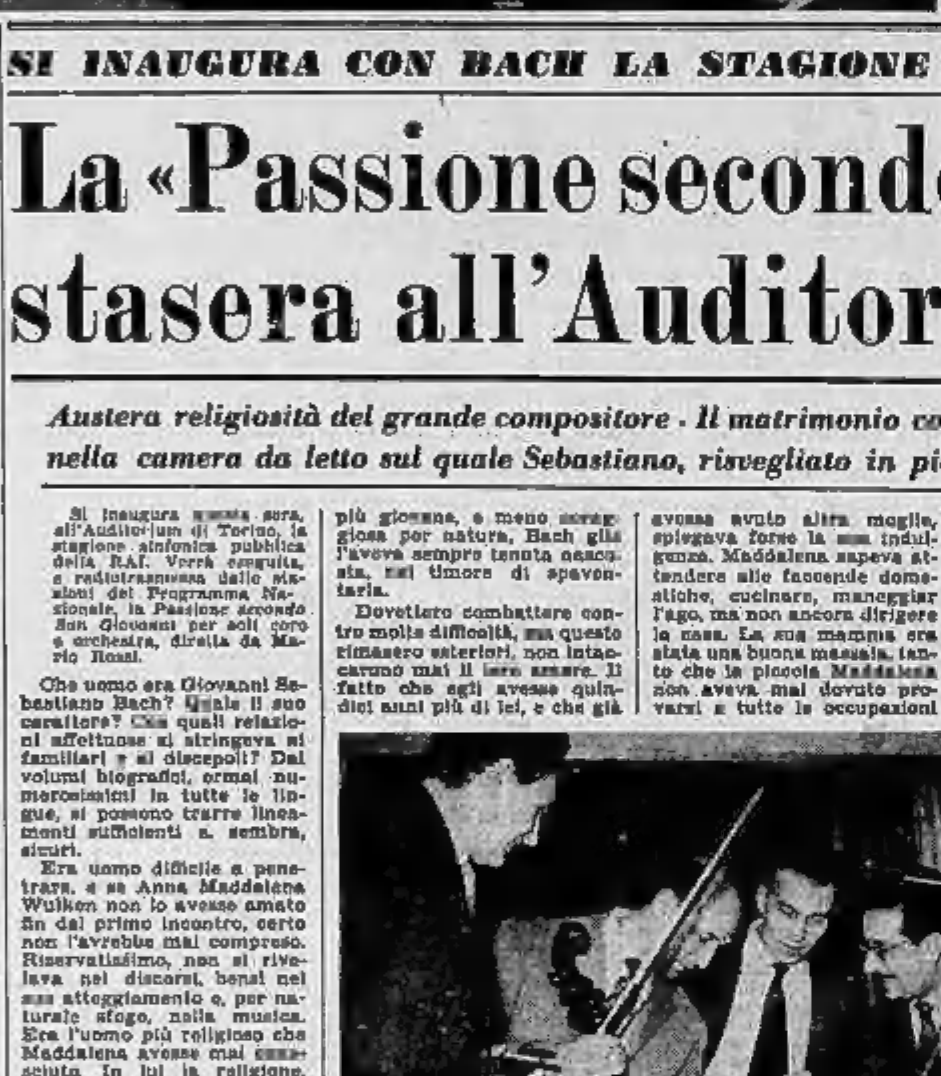 SI INAUGURA CON BACH LA STAGIONE
La «Passione second
stasera all'Auditor
Austera religiosità del grande compositore - Il matrimonio co
nella camera da letto sul quale Sebastiano, risvegliato in pi
Si inaugura questa sera,
all'Auditorium di Torino, la
stagione sinfonica pubblica
della RAI. Verrà eseguita,
e radiotrasmessa dalle sta-
zioni del Programma Na-
zionale, la Passione secondo
San Giovanni per soli coro
e orchestra, diretta da Ma-
rio Rossi.
Che uomo era Giovanni Se-
bastiano Bach? Quale il suo
carattere? Con quali relazio-
ni affettuose si stringeva ai
familiari e ai discepoli? Dai
volumi biografici, ormai nu-
merosissimi in tutte le lin-
gue, si possono trarre linea-
menti sufficienti e, sembra,
sicuri.
Era uomo difficile a pene-
trare, e se Anna Maddalena
Wulken non lo avesse amato
fin dal primo incontro, certo
non l'avrebbe mai compreso.
Riservatissimo, non si rive-
lava nei discorsi, bensì nel
suo atteggiamento e, per na-
turale sfogo, nella musica.
Era l'uomo più religioso che
Maddalena avesse mai cono-
sciuto. In lui la religione,
più giovane, e meno corag-
giosa per natura, Bach glia
l'aveva sempre tenuta nasco-
sta, nel timore di spaven-
tarla.
Dovettero combattere con-
tro molte difficoltà, ma queste
rimasero esteriori, non intac-
carono mai il loro amore. Il
fatto che egli avesse quin-
dici anni più di lei, e che già
avesse avuto altra moglie,
spiegava forse la sua indul-
genza. Maddalena sapeva at-
tendere alle faccende dome-
stiche, cucinare, maneggiar
l'ago, ma non ancora dirigere
la casa. La sua mamma era
stata una buona massaia, tan-
to che la piccola Maddalena
non aveva mai dovuto pro-
varsi a tutte le occupazioni